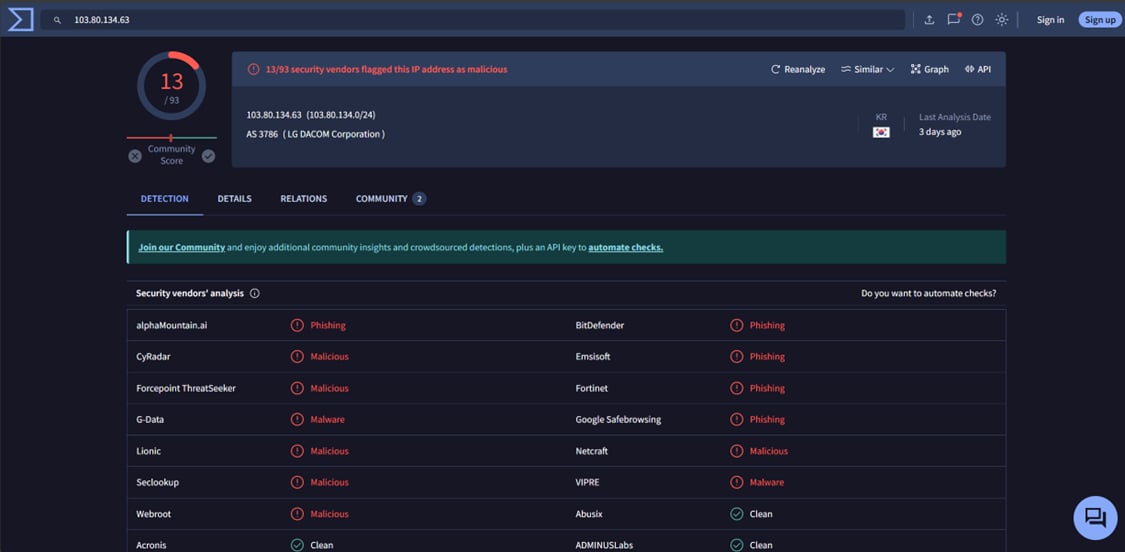 103.80.134.63
Sign in
Sign up
13
/ 93
Community
Score
13/93 security vendors flagged this IP address as malicious
Reanalyze
Similar
Graph
API
103.80.134.63 (103.80.134.0/24)
AS 3786 ( LG DACOM Corporation )
KR
Last Analysis Date
3 days ago
DETECTION DETAILS RELATIONS COMMUNITY 2
Join our Community and enjoy additional community insights and crowdsourced detections, plus an API key to automate checks.
Security vendors' analysis
Do you want to automate checks?
alphaMountain.ai Phishing BitDefender Phishing
CyRadar Malicious Emsisoft Phishing
Forcepoint ThreatSeeker Malicious Fortinet Phishing
G-Data Malware Google Safebrowsing Phishing
Lionic Malicious Netcraft Malicious
Seclookup Malicious VIPRE Malware
Webroot Malicious Abusix Clean
Acronis Clean ADMINUSLabs Clean